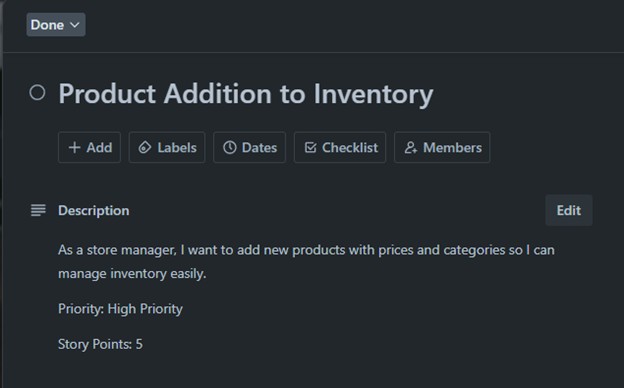 Done
Product Addition to Inventory
Add Labels Dates Checklist Members
Description Edit
As a store manager, I want to add new products with prices and categories so I can
manage inventory easily.
Priority: High Priority
Story Points: 5